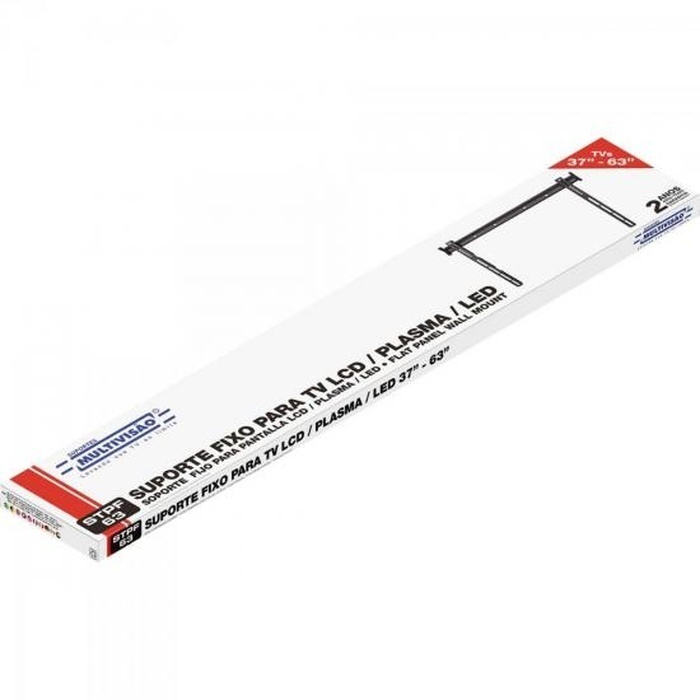 TVs
37" - 63"
2 ANOS
MULTIVISÃO
SUPORTES
MULTIVISÃO
SUPORTE FIXO PARA TV LCD / PLASMA / LED
SOPORTE FIJO PARA PANTALLA LCD / PLASMA / LED • FLAT PANEL WALL MOUNT
STPF
63
STPF
63
SUPORTE FIXO PARA TV LCD / PLASMA / LED 37" - 63"